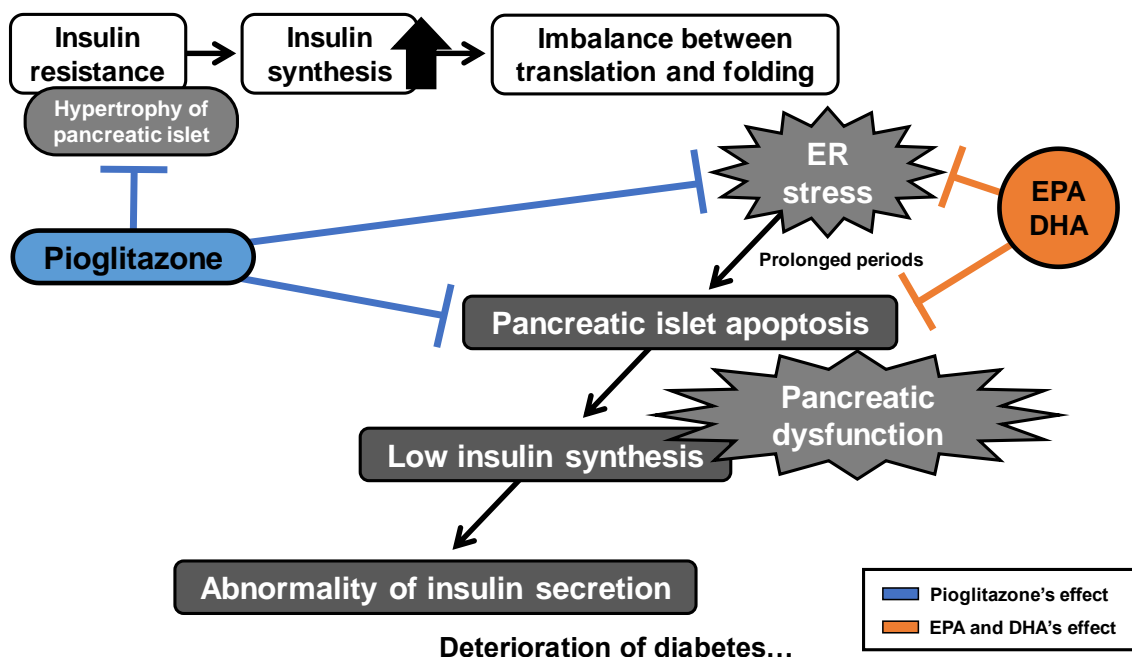 Insulin
resistance
Insulin
synthesis
Imbalance between
translation and folding
Hypertrophy of
pancreatic islet
ER
stress
EPA
DHA
Pioglitazone
Prolonged periods
Pancreatic islet apoptosis
Pancreatic
dysfunction
Low insulin synthesis
Abnormality of insulin secretion
Pioglitazone’s effect
EPA and DHA’s effect
Deterioration of diabetes…